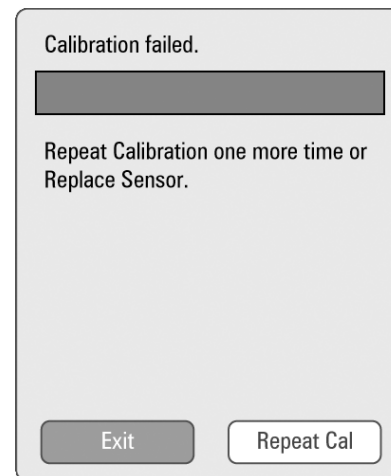 Calibration failed.
Repeat Calibration one more time or
Replace Sensor.
Exit
Repeat Cal